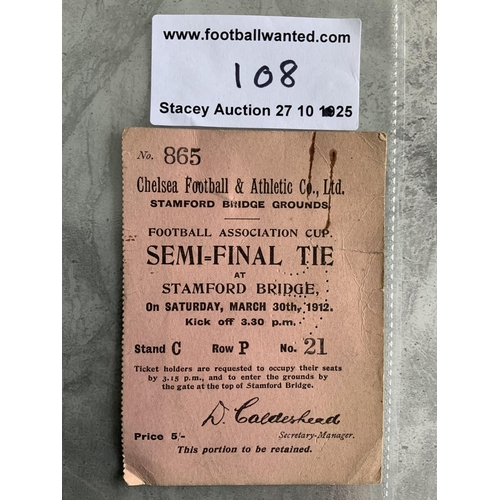 www.footballwanted.com
108
Stacey Auction 27 10 1925
No. 865
Chelsea Football & Athletic Co., Ltd.
STAMFORD BRIDGE GROUNDS.
FOOTBALL ASSOCIATION CUP.
SEMI=FINAL TIE
AT
STAMFORD BRIDGE,
On SATURDAY, MARCH 30th, 1912.
Kick off 3.30 p.m.
Stand C Row P No. 21
Ticket holders are requested to occupy their seats
by 3.15 p.m., and to enter the grounds by
the gate at the top of Stamford Bridge.
D. Calderhead
Price 5/- Secretary-Manager.
This portion to be retained.